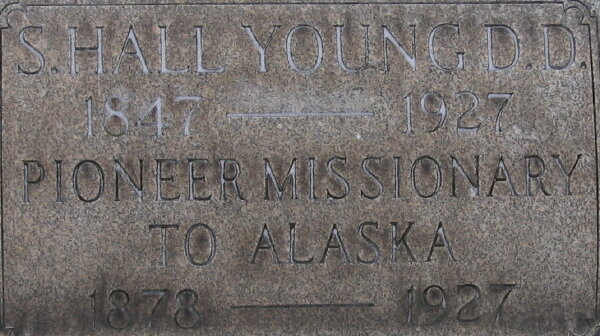 S. HALL YOUNG D.D.
1847 — 1927
PIONEER MISSIONARY
TO ALASKA
1878 — 1927